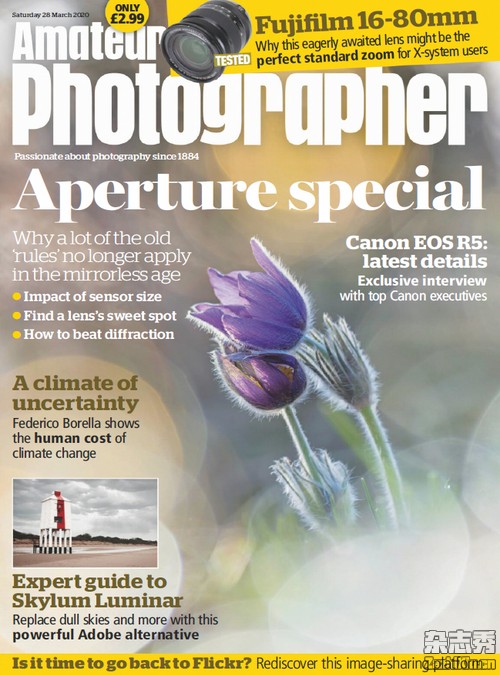 Saturday 28 March 2020
ONLY
£2.99
Amateur
Photographer
TESTED
Fujifilm 16-80mm
Why this eagerly awaited lens might be the
perfect standard zoom for X-system users
Passionate about photography since 1884
Aperture special
Why a lot of the old
‘rules’ no longer apply
in the mirrorless age
Impact of sensor size
Find a lens's sweet spot
How to beat diffraction
Canon EOS R5:
latest details
Exclusive interview
with top Canon executives
A climate of
uncertainty
Federico Borella shows
the human cost of
climate change
Expert guide to
Skylum Luminar
Replace dull skies and more with this
powerful Adobe alternative
Is it time to go back to Flickr? Rediscover this image-sharing platform
杂志秀